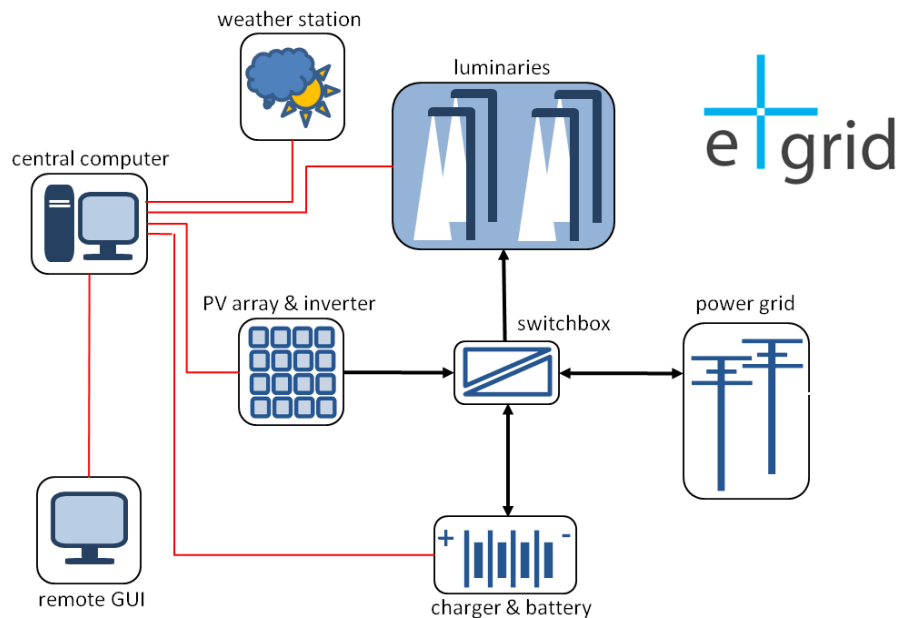 weather station
luminaries
e grid
central computer
PV array & inverter
switchbox
power grid
+ -
remote GUI
charger & battery